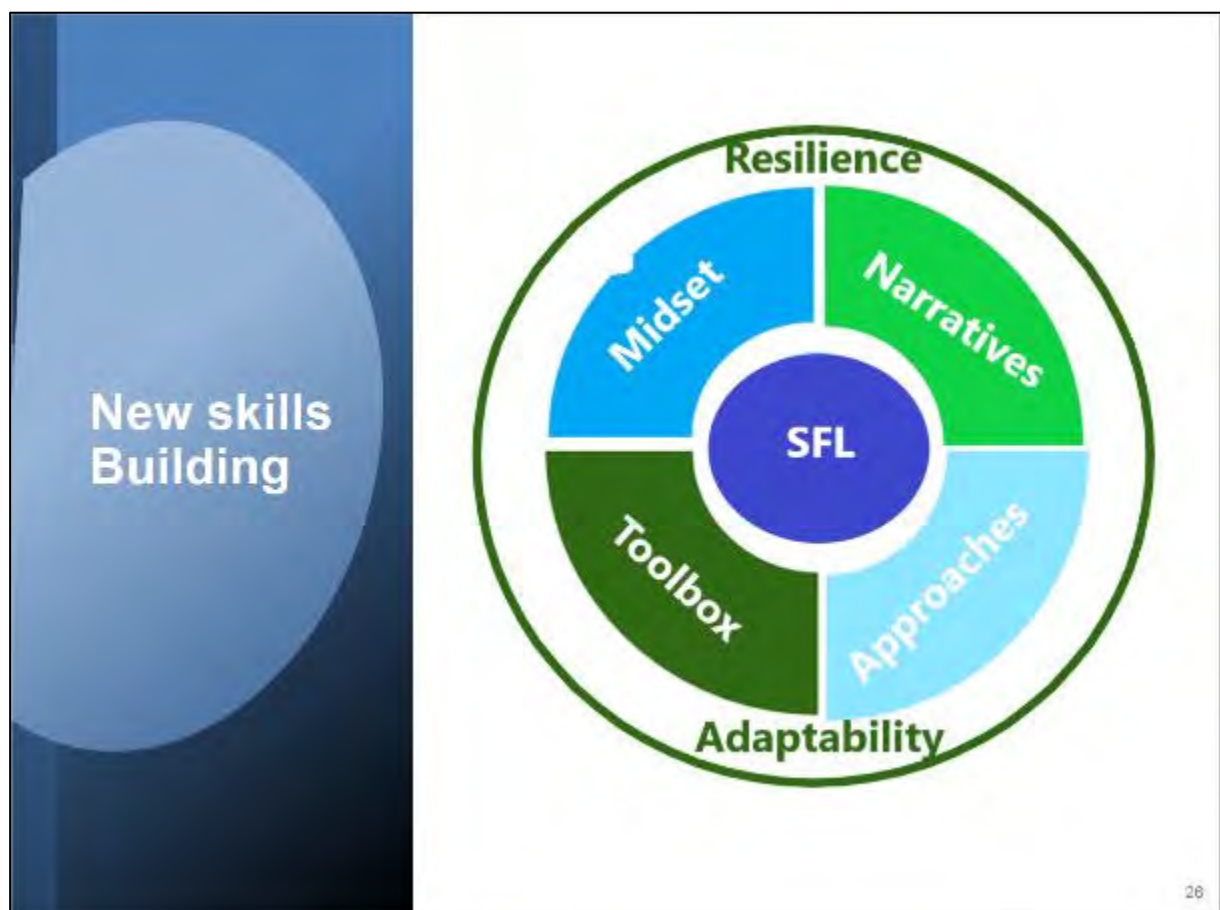 New skills
Building
Resilience
Midset
Narratives
SFL
Toolbox
Approaches
Adaptability
26